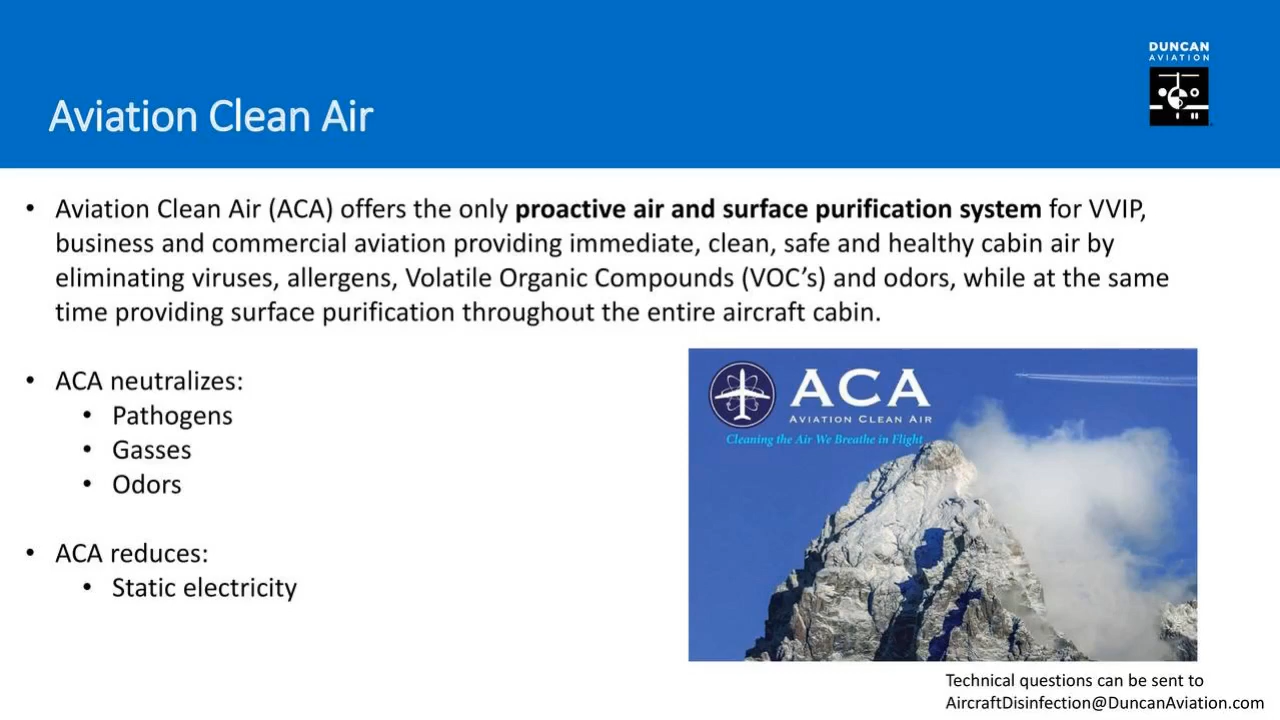 DUNCAN
AVIATION
Aviation Clean Air
• Aviation Clean Air (ACA) offers the only proactive air and surface purification system for VVIP,
business and commercial aviation providing immediate, clean, safe and healthy cabin air by
eliminating viruses, allergens, Volatile Organic Compounds (VOC’s) and odors, while at the same
time providing surface purification throughout the entire aircraft cabin.
• ACA neutralizes:
• Pathogens
• Gasses
• Odors
• ACA reduces:
• Static electricity
ACA
AVIATION CLEAN AIR
Cleaning the Air We Breathe in Flight
Technical questions can be sent to
AircraftDisinfection@DuncanAviation.com